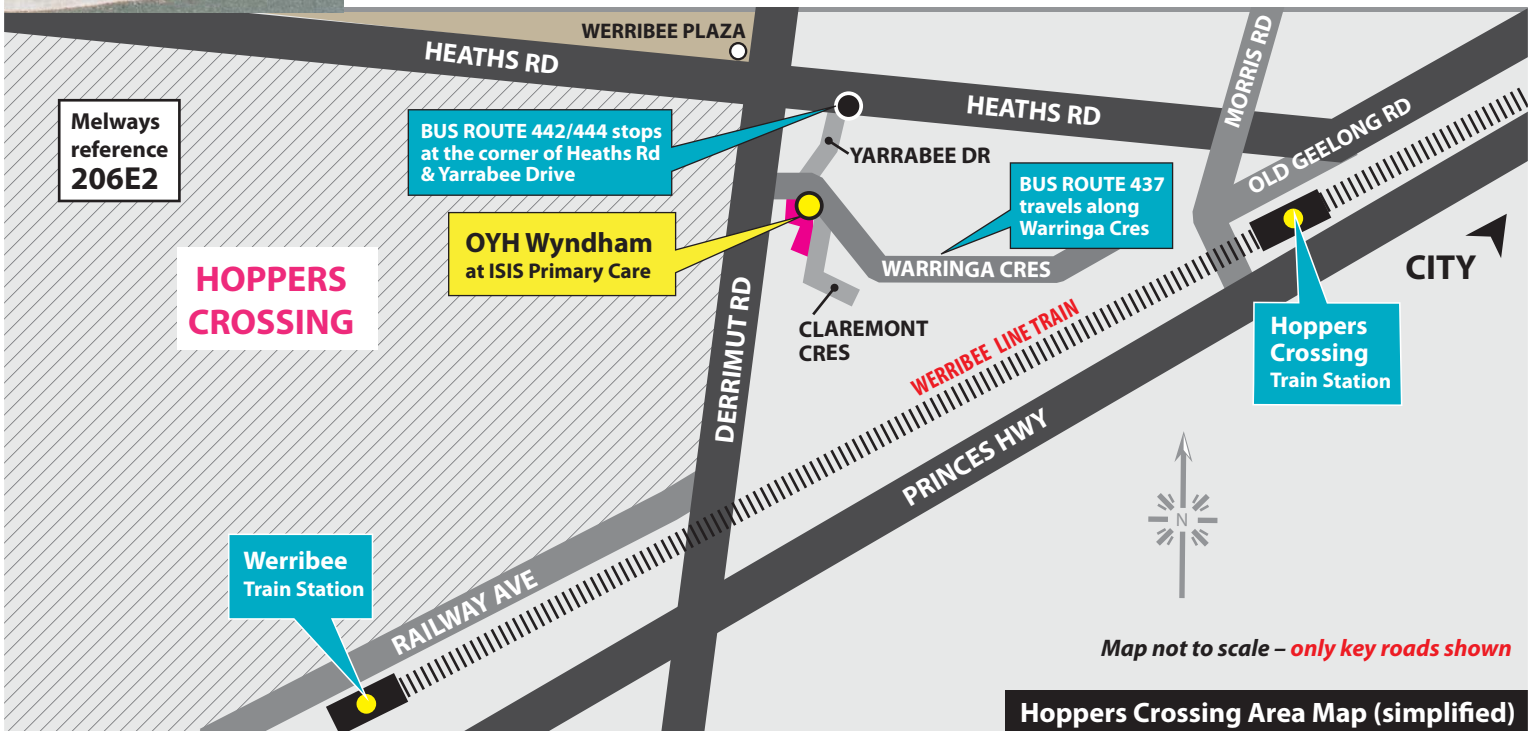 WERRIBEE PLAZA
HEATHS RD
MORRIS RD
Melways
reference
206E2
BUS ROUTE 442/444 stops
at the corner of Heaths Rd
& Yarrabee Drive
HEATHS RD
OLD GEELONG RD
YARRABEE DR
BUS ROUTE 437
travels along
Warringa Cres
OYH Wyndham
at ISIS Primary Care
HOPPERS
CROSSING
WARRINGA CRES
CITY
CLAREMONT
CRES
DERRIMUT RD
WERRIBEE LINE TRAIN
Hoppers
Crossing
Train Station
PRINCES HWY
N
Werribee
Train Station
RAILWAY AVE
Map not to scale – only key roads shown
Hoppers Crossing Area Map (simplified)